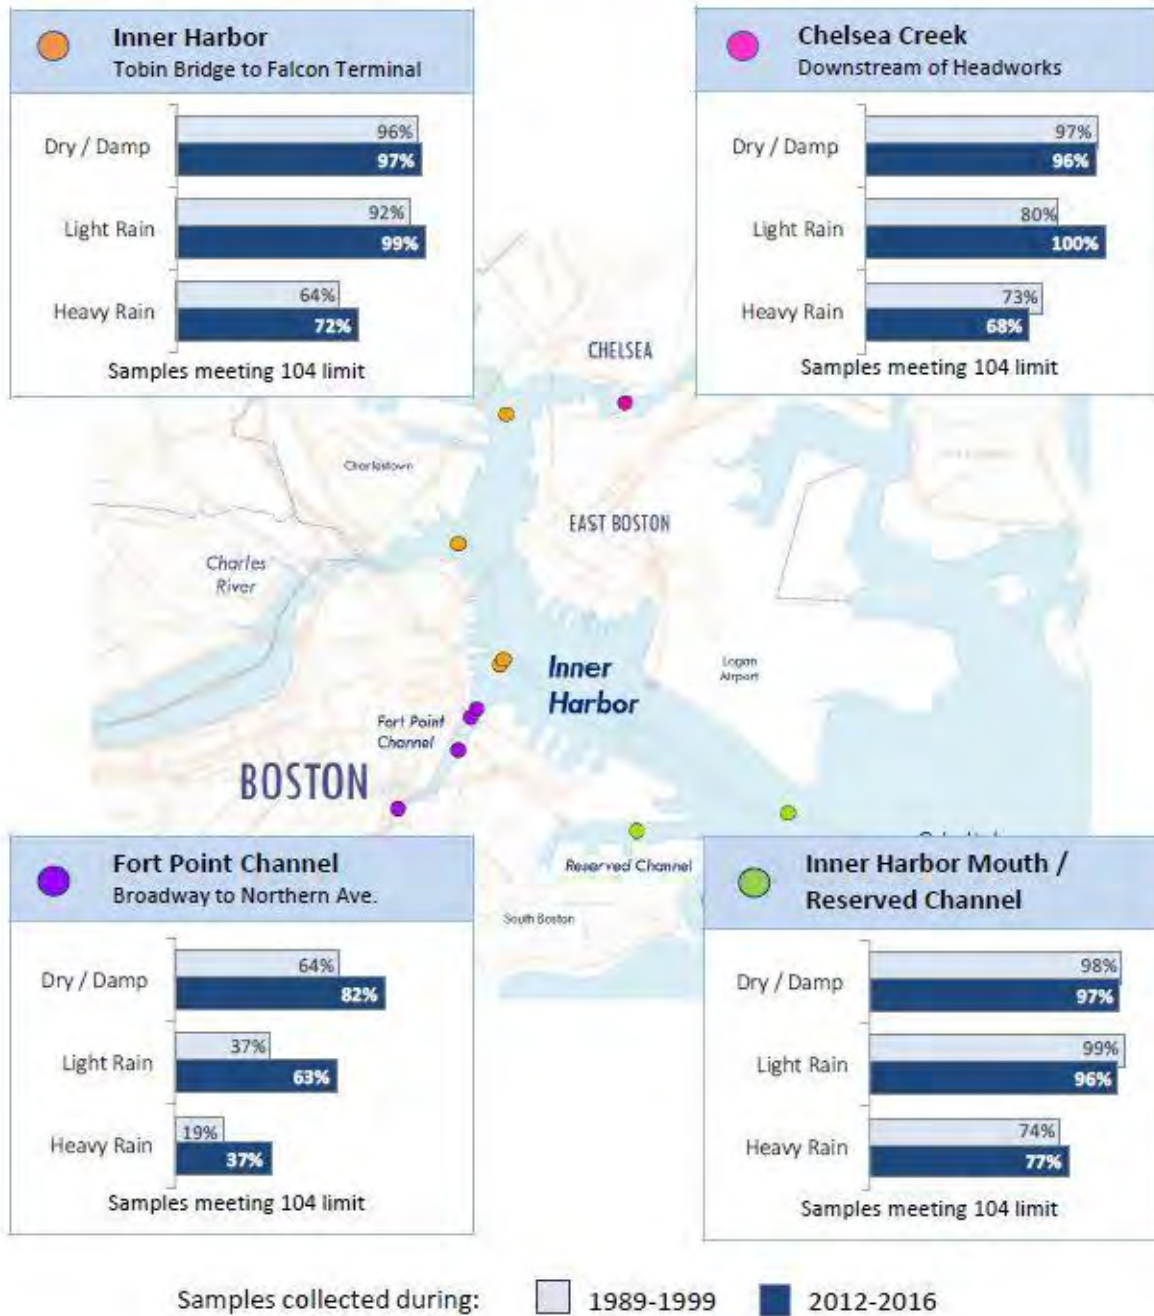 Inner Harbor
Tobin Bridge to Falcon Terminal
Dry / Damp
96%
97%
Light Rain
92%
99%
Heavy Rain
64%
72%
Samples meeting 104 limit
Chelsea Creek
Downstream of Headworks
Dry / Damp
97%
96%
Light Rain
80%
100%
Heavy Rain
73%
68%
Samples meeting 104 limit
CHELSEA
Charlestown
EAST BOSTON
Charles
River
Inner
Harbor
Logan
Airport
Fort Point
Channel
BOSTON
Reserved Channel
South Boston
Fort Point Channel
Broadway to Northern Ave.
Dry / Damp
64%
82%
Light Rain
37%
63%
Heavy Rain
19%
37%
Samples meeting 104 limit
Inner Harbor Mouth /
Reserved Channel
Dry / Damp
98%
97%
Light Rain
99%
96%
Heavy Rain
74%
77%
Samples meeting 104 limit
Samples collected during:
1989-1999
2012-2016